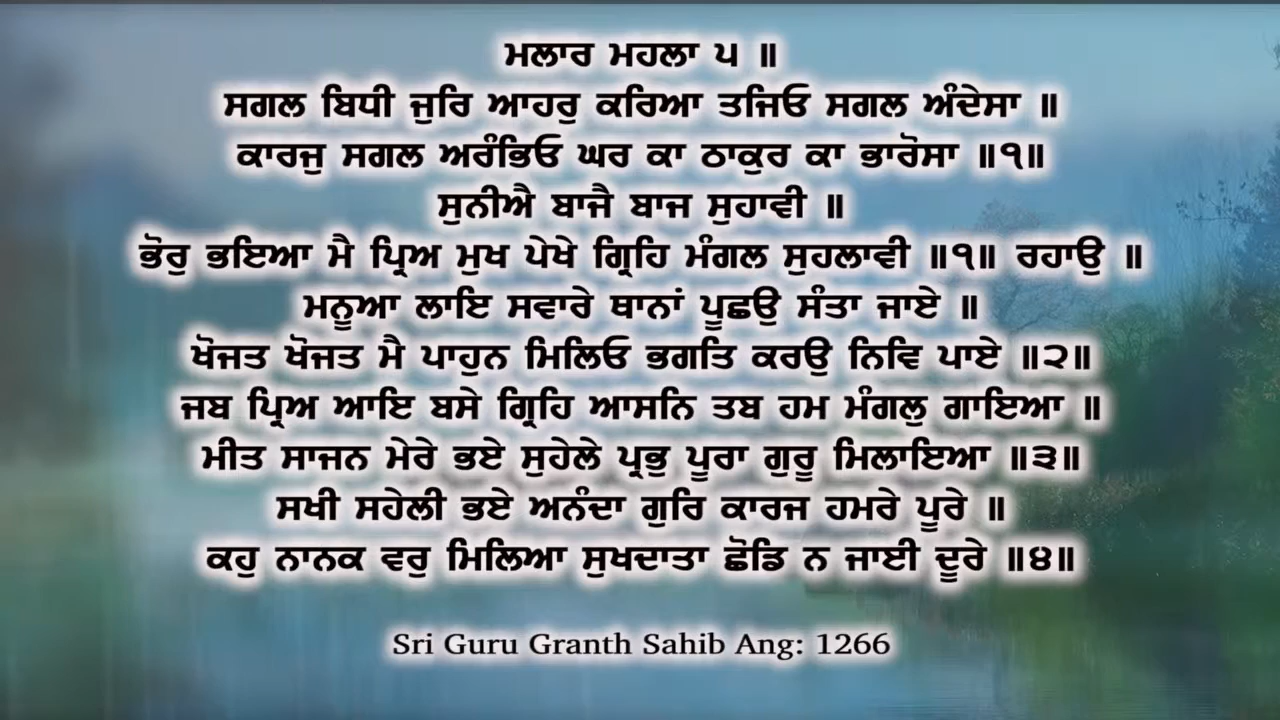 ਮਲਾਰ ਮਹਲਾ ੫ ॥
ਸਗਲ ਬਿਧੀ ਜੁਰਿ ਆਹਰੁ ਕਰਿਆ ਤਜਿਓ ਸਗਲ ਅੰਦੇਸਾ ॥
ਕਾਰਜੁ ਸਗਲ ਅਰੰਭਿਓ ਘਰ ਕਾ ਠਾਕੁਰ ਕਾ ਭਾਰੋਸਾ ॥੧॥
ਸੁਨੀਐ ਬਾਜੈ ਬਾਜ ਸੁਹਾਵੀ ॥
ਭੋਰੁ ਭਇਆ ਮੈ ਪ੍ਰਿਅ ਮੁਖ ਪੇਖੇ ਗ੍ਰਿਹਿ ਮੰਗਲ ਸੁਹਲਾਵੀ ॥੧॥ ਰਹਾਉ ॥
ਮਨੂਆ ਲਾਇ ਸਵਾਰੇ ਥਾਨਾਂ ਪੂਛਉ ਸੰਤਾ ਜਾਏ ॥
ਖੋਜਤ ਖੋਜਤ ਮੈ ਪਾਹੁਨ ਮਿਲਿਓ ਭਗਤਿ ਕਰਉ ਨਿਵਿ ਪਾਏ ॥੨॥
ਜਬ ਪ੍ਰਿਅ ਆਇ ਬਸੇ ਗ੍ਰਿਹਿ ਆਸਨਿ ਤਬ ਹਮ ਮੰਗਲੁ ਗਾਇਆ ॥
ਮੀਤ ਸਾਜਨ ਮੇਰੇ ਭਏ ਸੁਹੇਲੇ ਪ੍ਰਭੁ ਪੂਰਾ ਗੁਰੂ ਮਿਲਾਇਆ ॥੩॥
ਸਖੀ ਸਹੇਲੀ ਭਏ ਅਨੰਦਾ ਗੁਰਿ ਕਾਰਜ ਹਮਰੇ ਪੂਰੇ ॥
ਕਹੁ ਨਾਨਕ ਵਰੁ ਮਿਲਿਆ ਸੁਖਦਾਤਾ ਛੋਡਿ ਨ ਜਾਈ ਦੂਰੇ ॥੪॥
Sri Guru Granth Sahib Ang: 1266